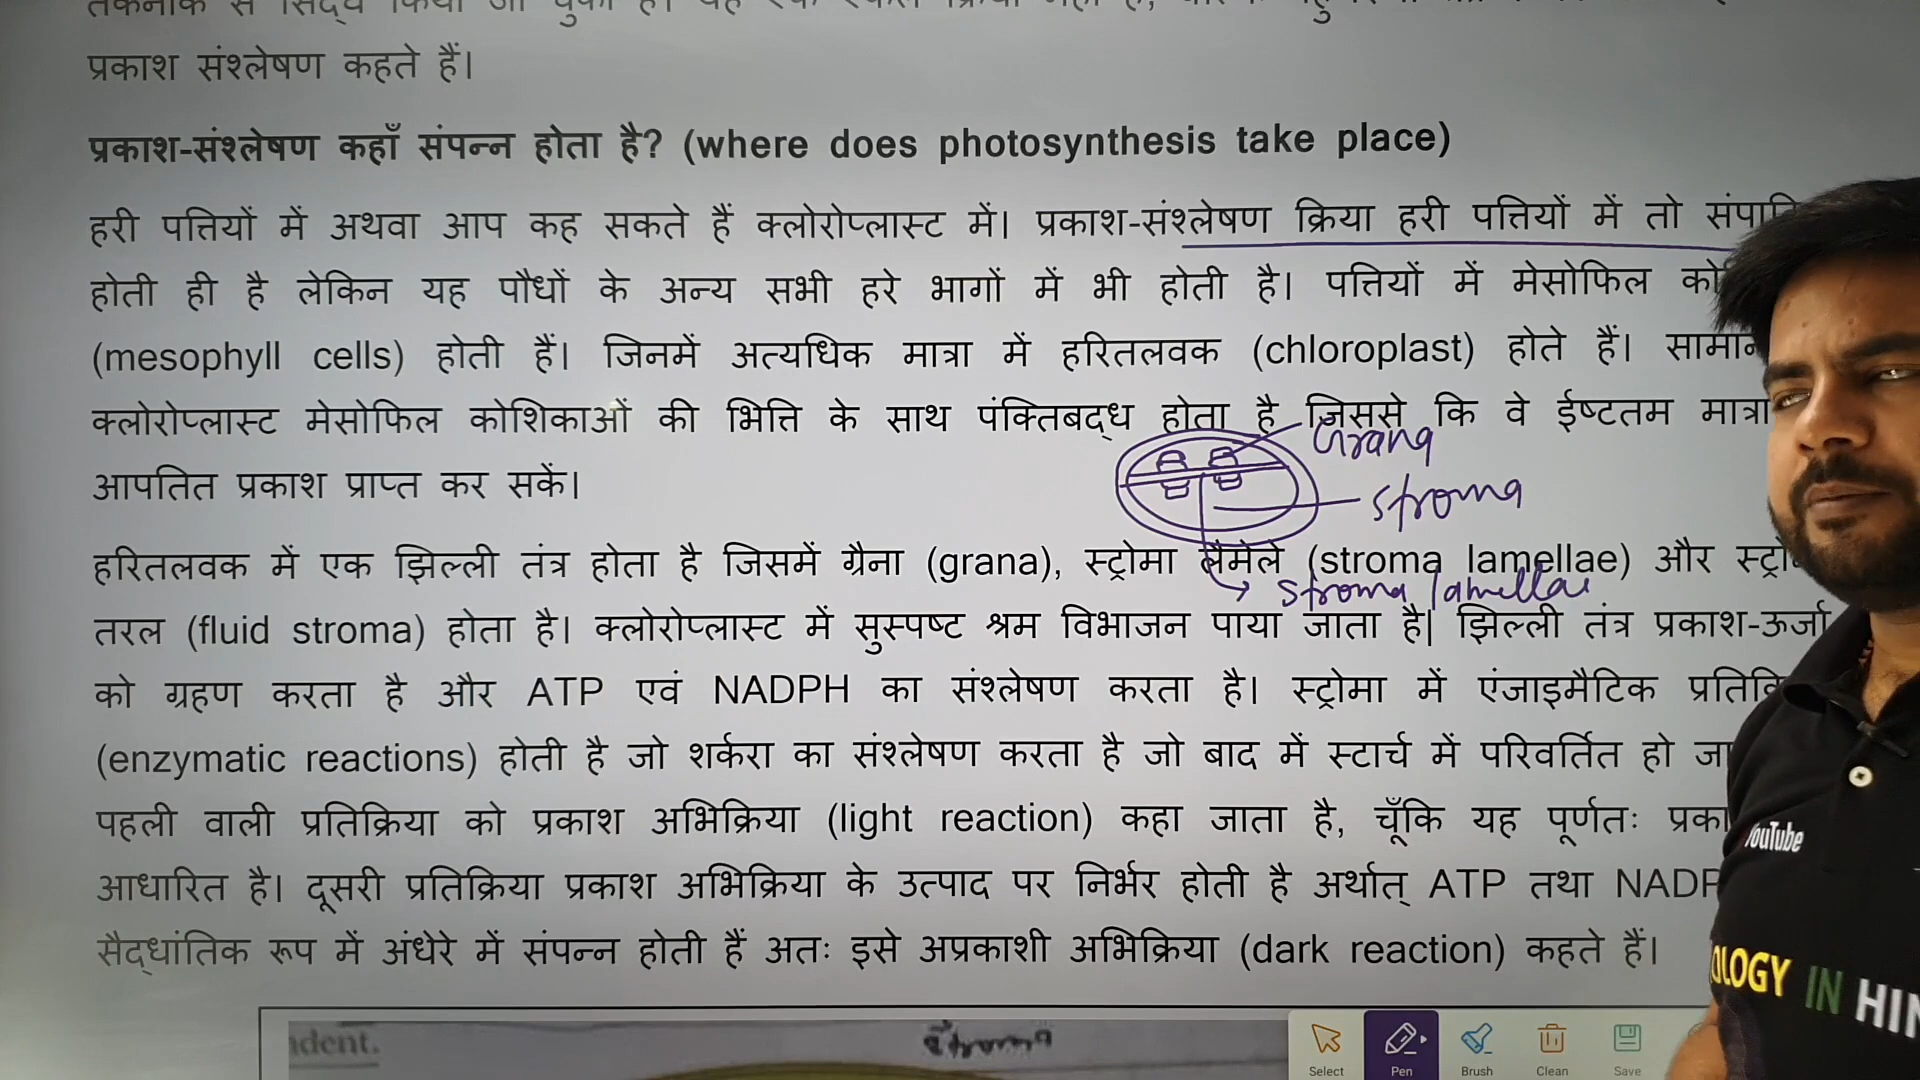 प्रकाश संश्लेषण कहते हैं।
प्रकाश-संश्लेषण कहाँ संपन्न होता है? (where does photosynthesis take place)
हरी पत्तियों में अथवा आप कह सकते हैं क्लोरोप्लास्ट में। प्रकाश-संश्लेषण क्रिया हरी पत्तियों में तो
होती ही है लेकिन यह पौधों के अन्य सभी हरे भागों में भी होती है। पत्तियों में मेसोफिल
(mesophyll cells) होती हैं। जिनमें अत्यधिक मात्रा में हरितलवक (chloroplast) होते हैं।
क्लोरोप्लास्ट मेसोफिल कोशिकाओं की भित्ति के साथ पंक्तिबद्ध होता है जिससे कि वे ईष्टतम मात्रा
Grana
आपतित प्रकाश प्राप्त कर सकें।
stroma
हरितलवक में एक झिल्ली तंत्र होता है जिसमें ग्रैना (grana), स्ट्रोमा लैमेले (stroma lamellae) और
stroma lamellae
तरल (fluid stroma) होता है। क्लोरोप्लास्ट में सुस्पष्ट श्रम विभाजन पाया जाता है| झिल्ली तंत्र प्रकाश-ऊर्जा
को ग्रहण करता है और ATP एवं NADPH का संश्लेषण करता है। स्ट्रोमा में एंजाइमैटिक
(enzymatic reactions) होती है जो शर्करा का संश्लेषण करता है जो बाद में स्टार्च में परिवर्तित हो
पहली वाली प्रतिक्रिया को प्रकाश अभिक्रिया (light reaction) कहा जाता है, चूँकि यह पूर्णतः
आधारित है। दूसरी प्रतिक्रिया प्रकाश अभिक्रिया के उत्पाद पर निर्भर होती है अर्थात् ATP तथा
सैद्धांतिक रूप में अंधेरे में संपन्न होती हैं अतः इसे अप्रकाशी अभिक्रिया (dark reaction) कहते हैं।
YouTube
OLOGY IN HIN
Select Pen Brush Clean Save